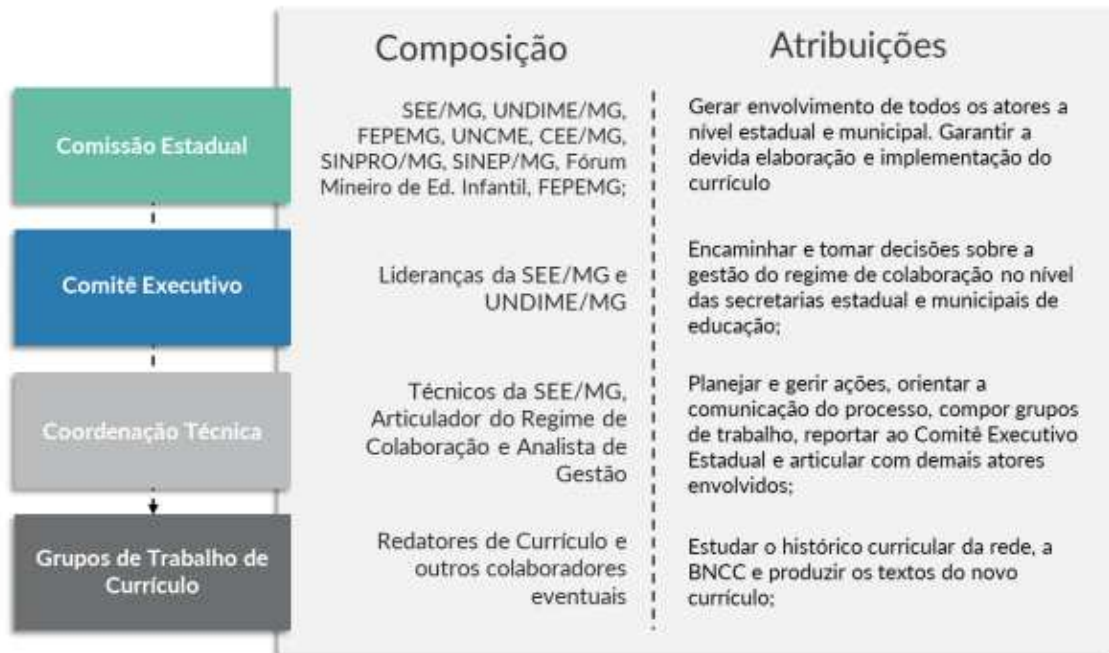 Composição
Atribuições
Comissão Estadual
SEE/MG, UNDIME/MG,
FEPEMG, UNCME, CEE/MG,
SINPRO/MG, SINEP/MG, Fórum
Mineiro de Ed. Infantil, FEPEMG;
Gerar envolvimento de todos os atores a
nível estadual e municipal. Garantir a
devida elaboração e implementação do
currículo
Comitê Executivo
Lideranças da SEE/MG e
UNDIME/MG
Encaminhar e tomar decisões sobre a
gestão do regime de colaboração no nível
das secretarias estadual e municipais de
educação;
Coordenação Técnica
Técnicos da SEE/MG,
Articulador do Regime de
Colaboração e Analista de
Gestão
Planejar e gerir ações, orientar a
comunicação do processo, compor grupos
de trabalho, reportar ao Comitê Executivo
Estadual e articular com demais atores
envolvidos;
Grupos de Trabalho de
Currículo
Redatores de Currículo e
outros colaboradores
eventuais
Estudar o histórico curricular da rede, a
BNCC e produzir os textos do novo
currículo;